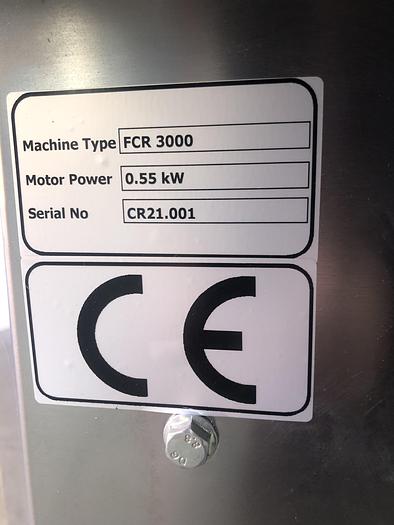 Machine Type FCR 3000
Motor Power 0.55 kW
Serial No CR21.001
CE